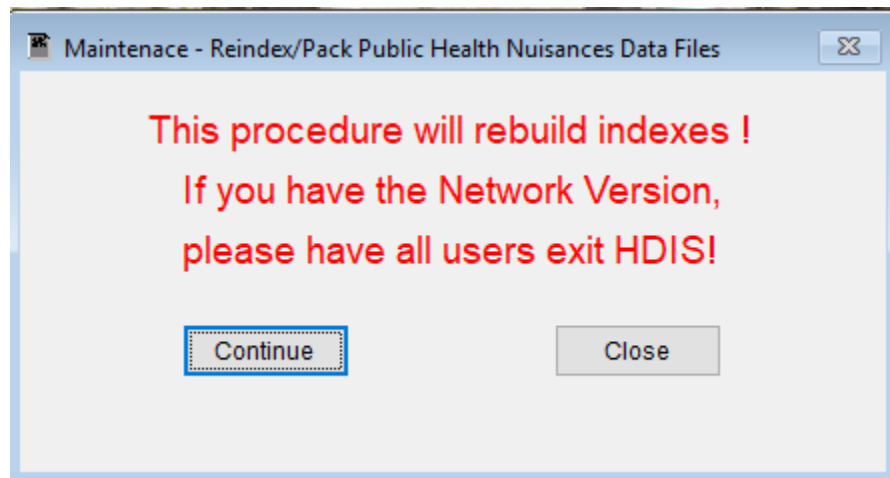 Maintenace - Reindex/Pack Public Health Nuisances Data Files
This procedure will rebuild indexes !
If you have the Network Version,
please have all users exit HDIS!
Continue
Close